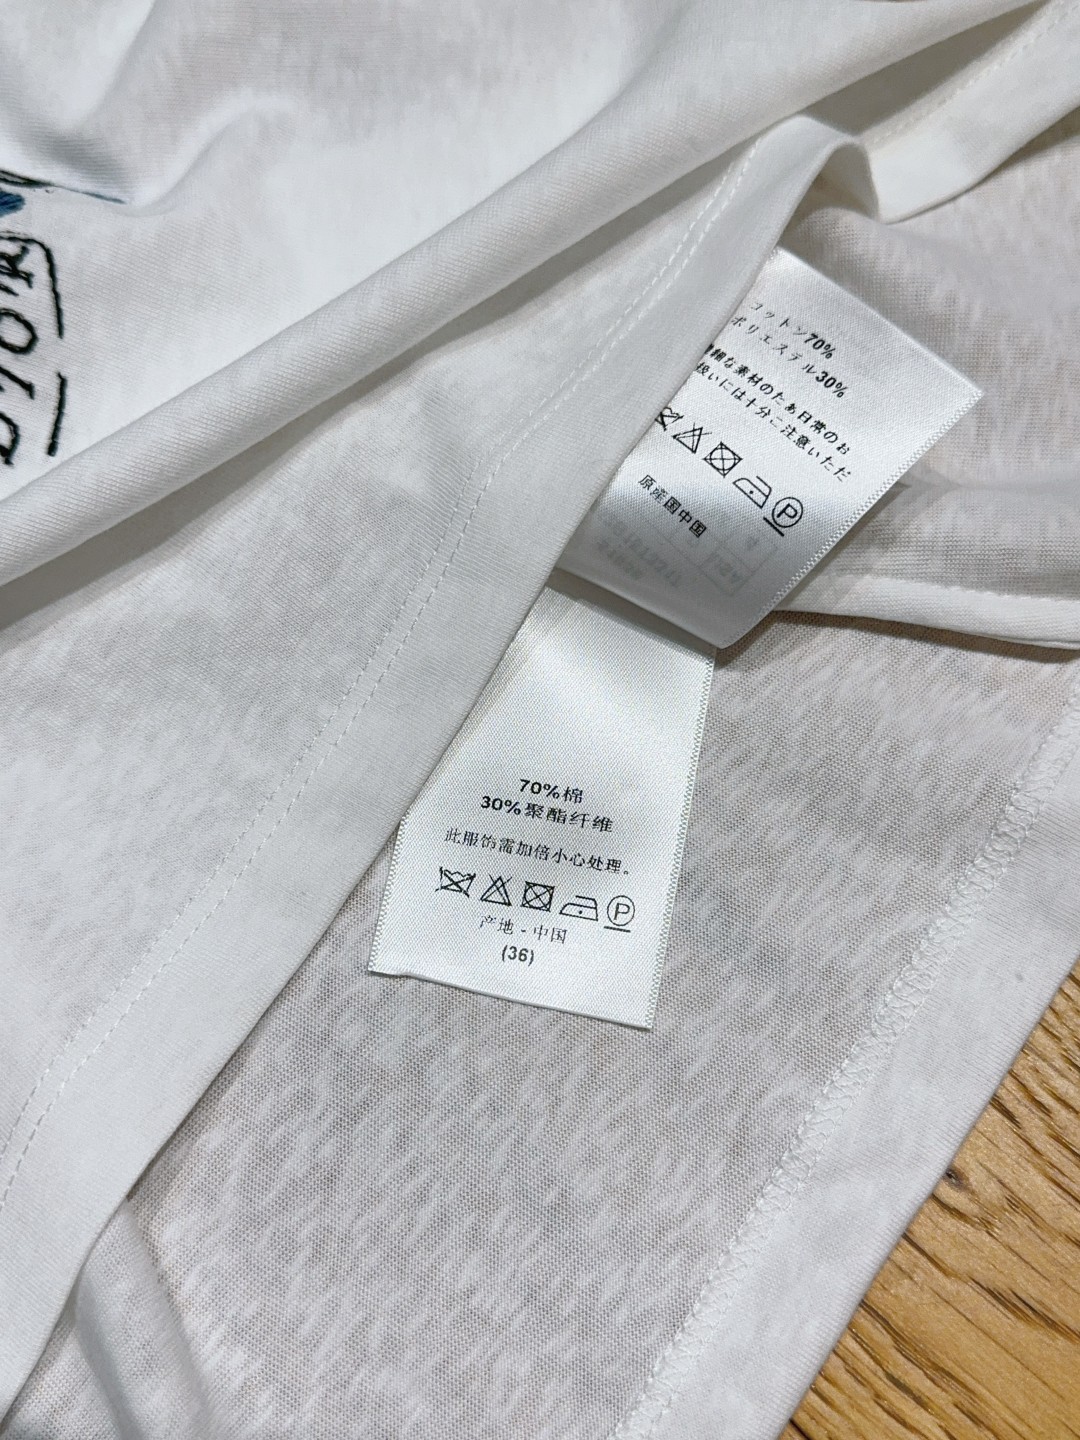 DIOR
コットン70%
ポリエステル30%
繊細な素材のたあ日常のお
扱いには十分こ注意いただ
P
原産国中国
70%棉
30%聚酯纤维
此服饰需加倍小心处理。
P
产地 - 中国
(36)